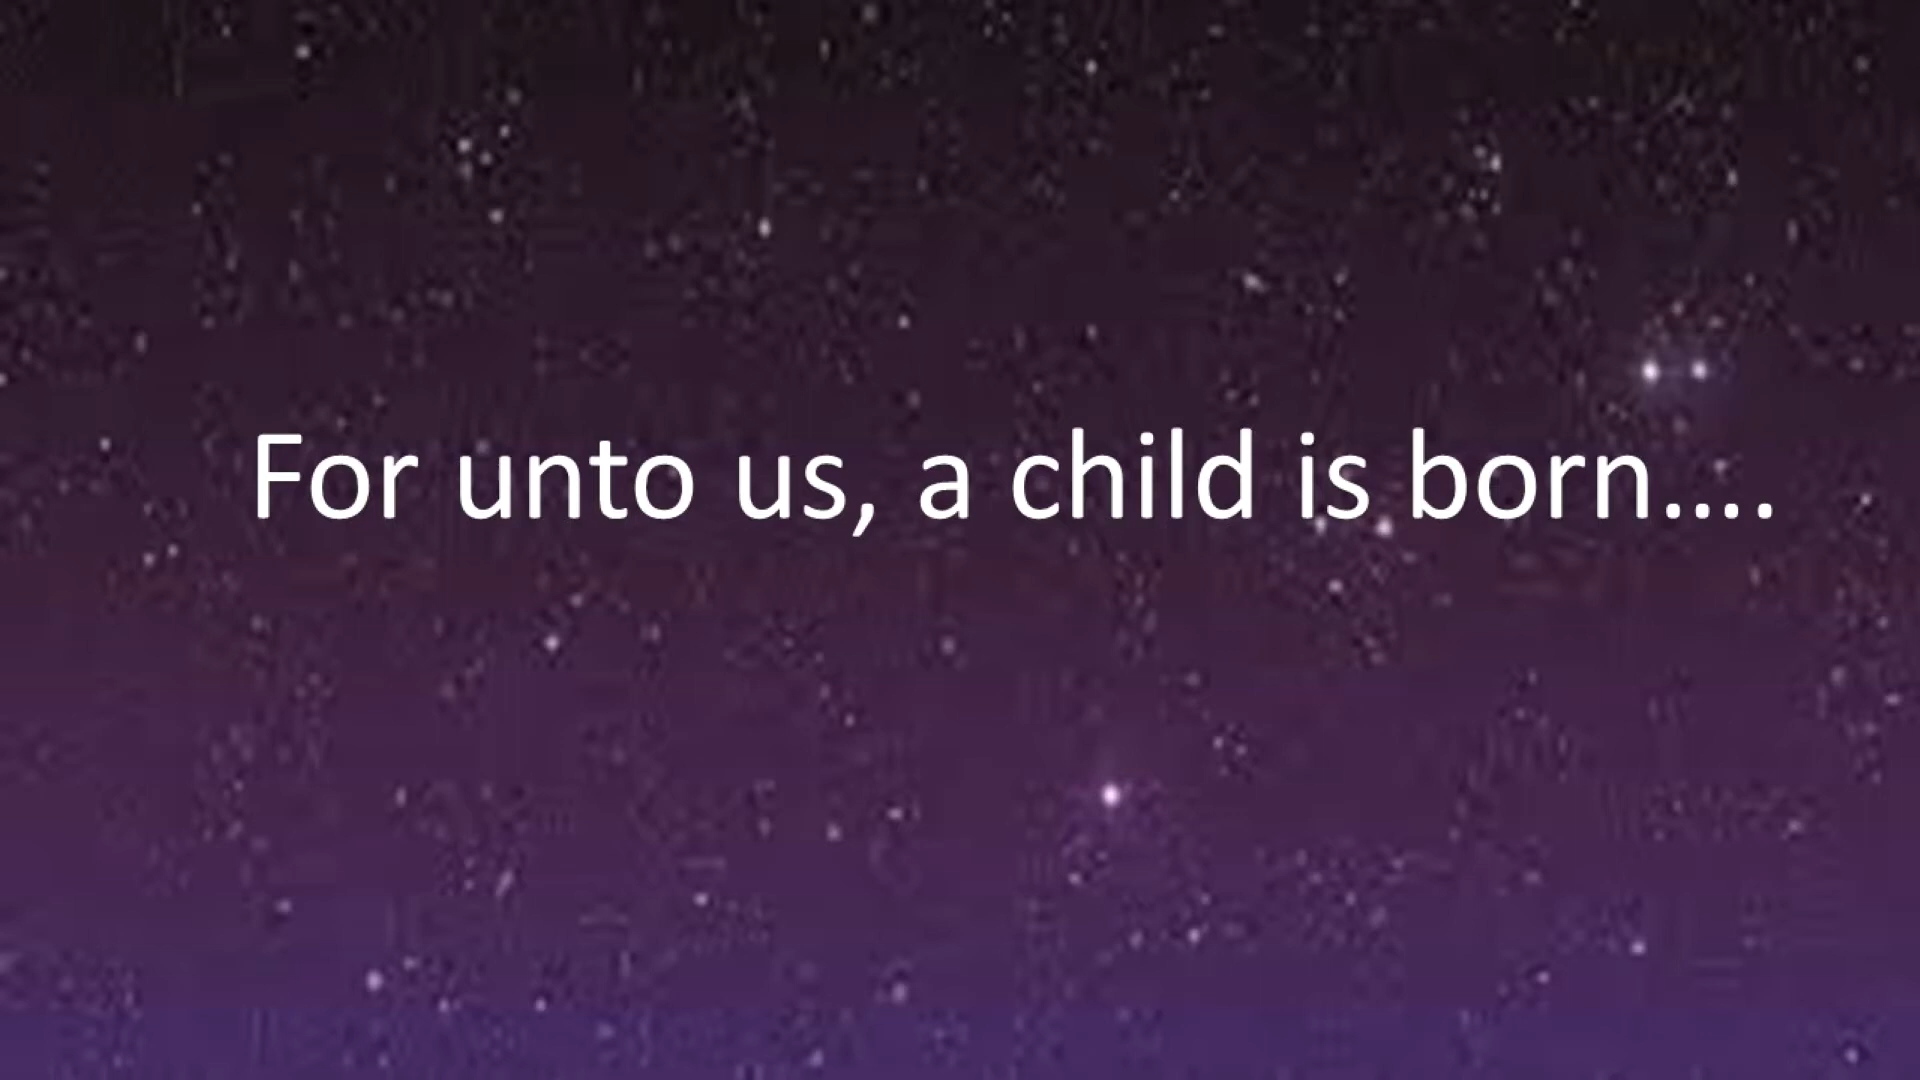 For unto us, a child is born….